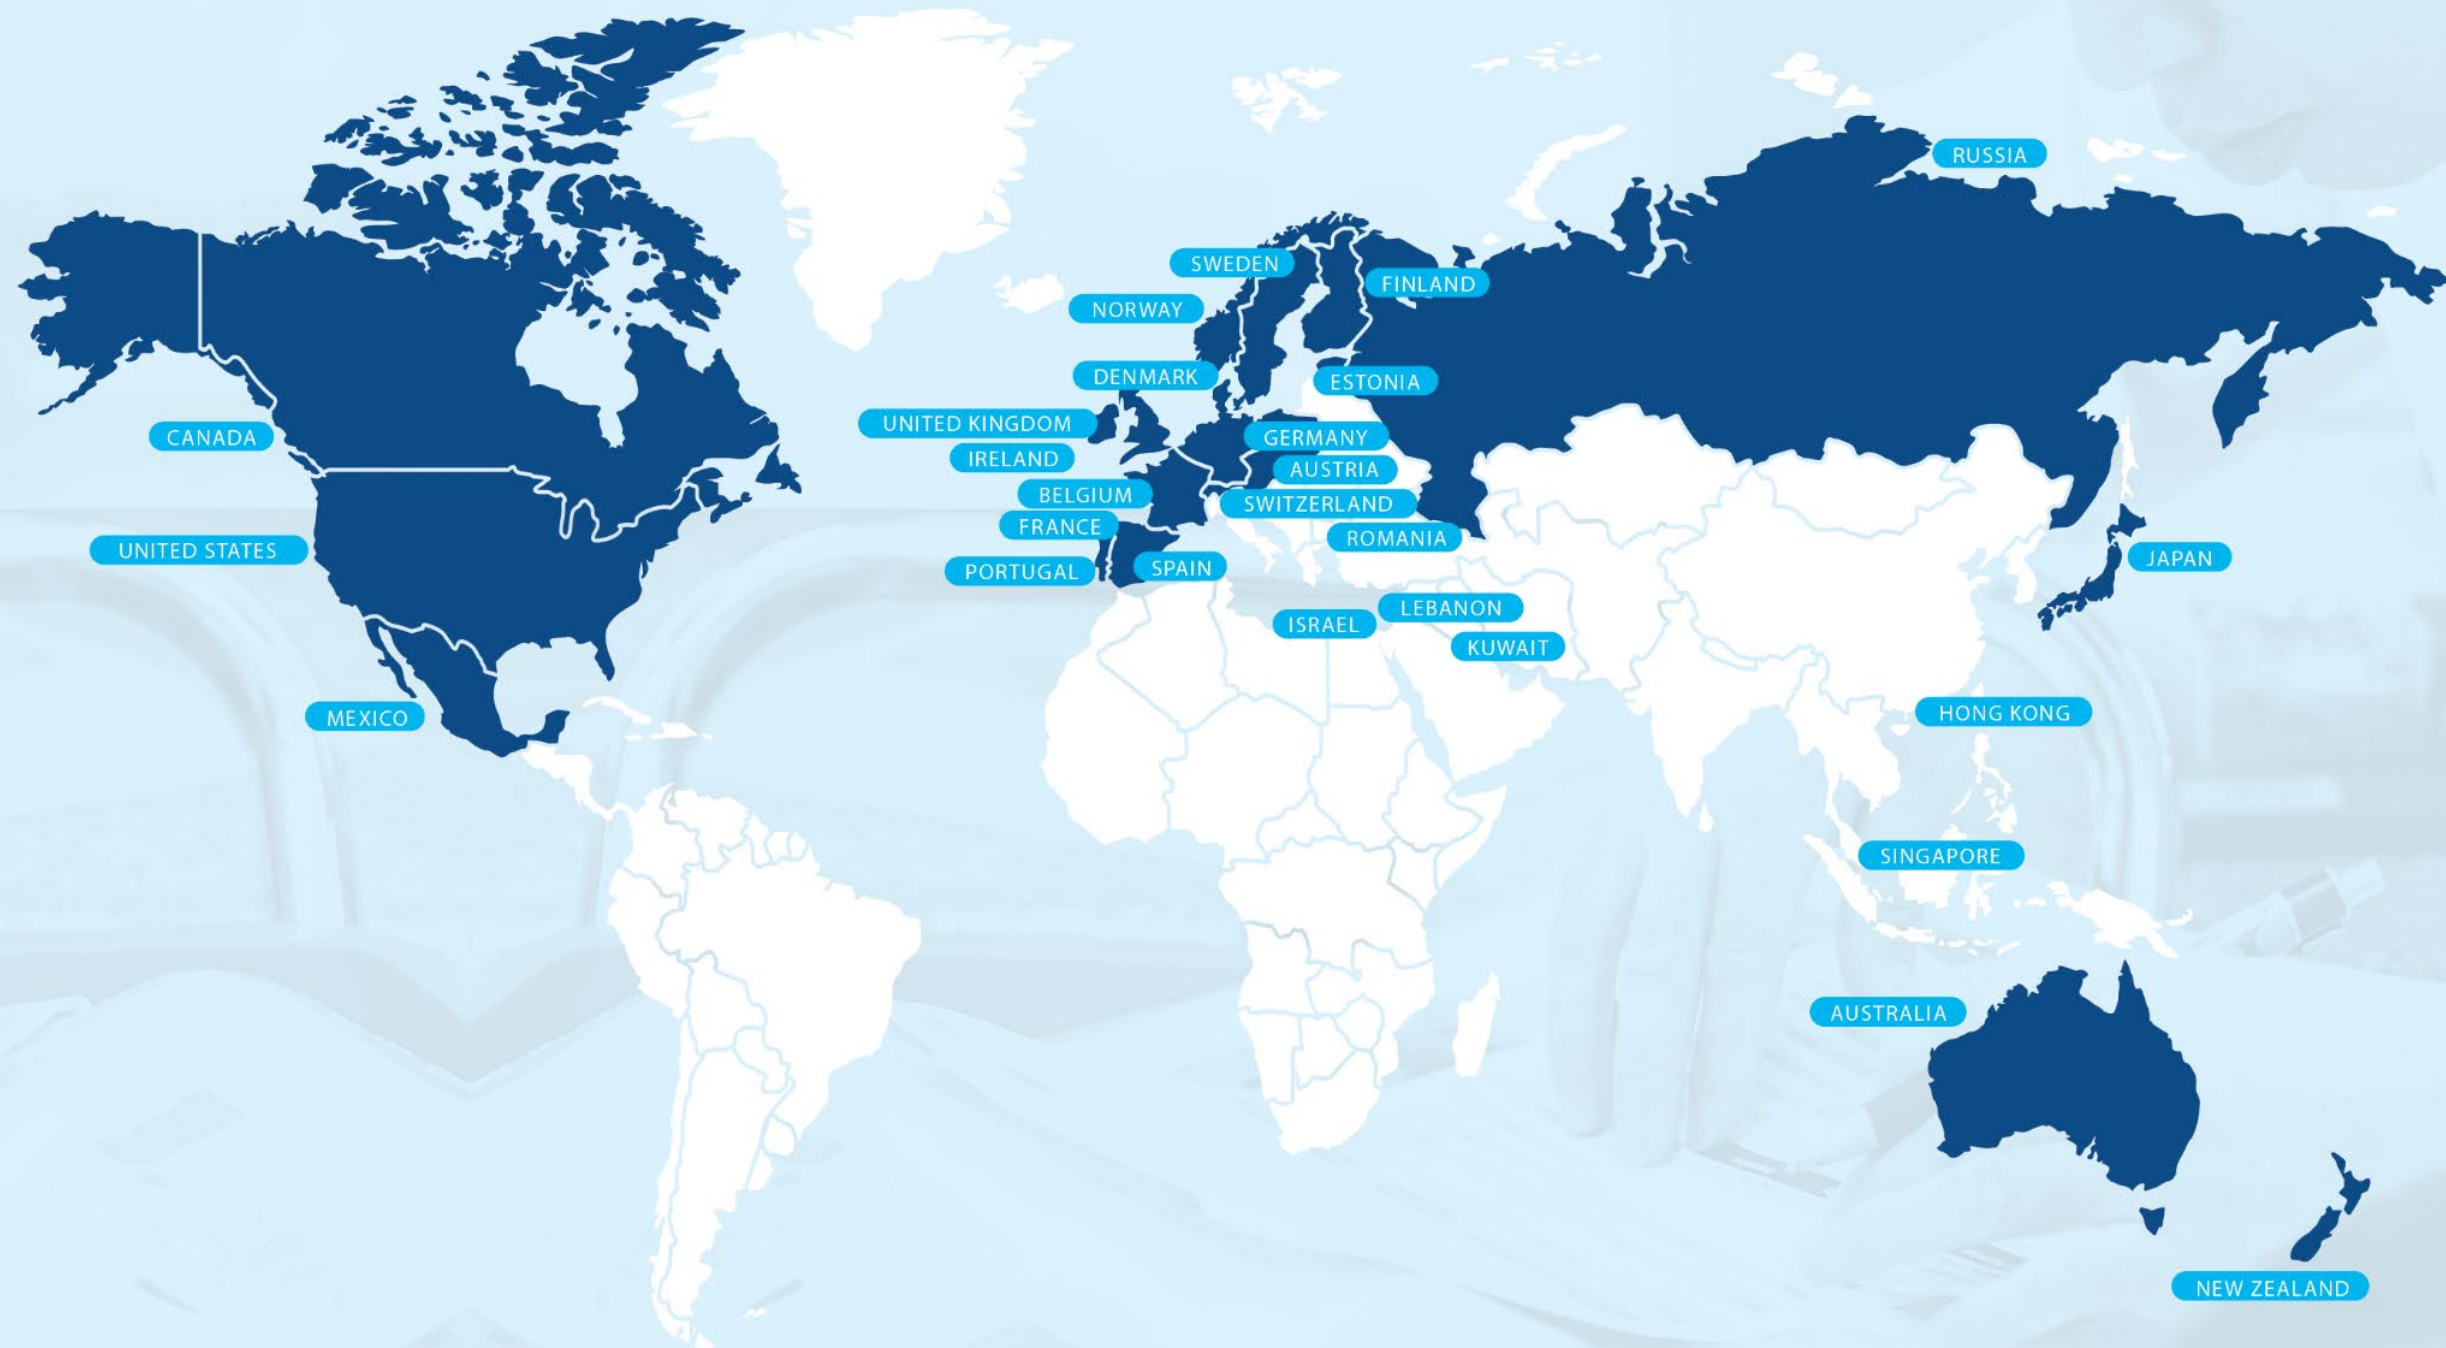 RUSSIA
SWEDEN
FINLAND
NORWAY
DENMARK
ESTONIA
UNITED KINGDOM
GERMANY
CANADA
IRELAND
AUSTRIA
BELGIUM
SWITZERLAND
FRANCE
ROMANIA
UNITED STATES
PORTUGAL
SPAIN
JAPAN
LEBANON
ISRAEL
KUWAIT
MEXICO
HONG KONG
SINGAPORE
AUSTRALIA
NEW ZEALAND